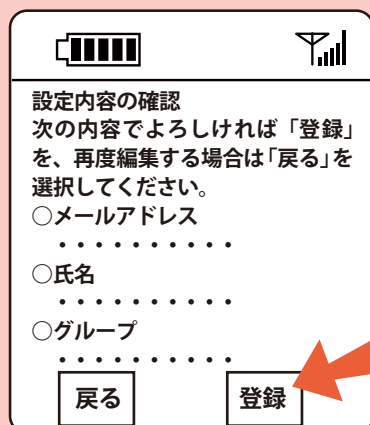 設定内容の確認
次の内容でよろしければ「登録」
を、再度編集する場合は「戻る」を
選択してください。
○メールアドレス
・・・・・・・・・・
○氏名
・・・・・・・・・・
○グループ
・・・・・・・・・・
戻る 登録